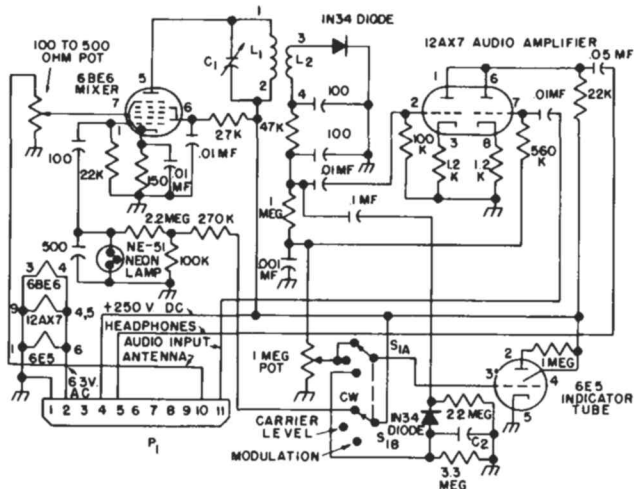 1
IN34 DIODE
100 TO 500
OHM POT
6BE6
MIXER
5
C1
L1
3
L2
12AX7 AUDIO AMPLIFIER
.05 MF
1
6
22K
2
4
100
7
6
27K
47K
2
7
.01MF
1
100
.01 MF
100
K
3
8
560
K
100
22K
150
.01
MF
.01 MF
1.2
K
1.2
K
1
MEG
.1 MF
2.2MEG
270K
500
NE-51
NEON
LAMP
100K
.001
MF
3
4
6BE6
9
12AX7
4,5
+250 V DC
HEADPHONES
AUDIO INPUT
ANTENNA
1
6E5
6
6.3V.
AC
1 MEG
POT
S1A
2
1 MEG
3
4
5
6E5
INDICATOR
TUBE
CW
IN34
DIODE
2.2 MEG
CARRIER
LEVEL
S1B
C2
MODULATION
3.3
MEG
1 2 3 4 5 6 7 8 9 10 11
P1